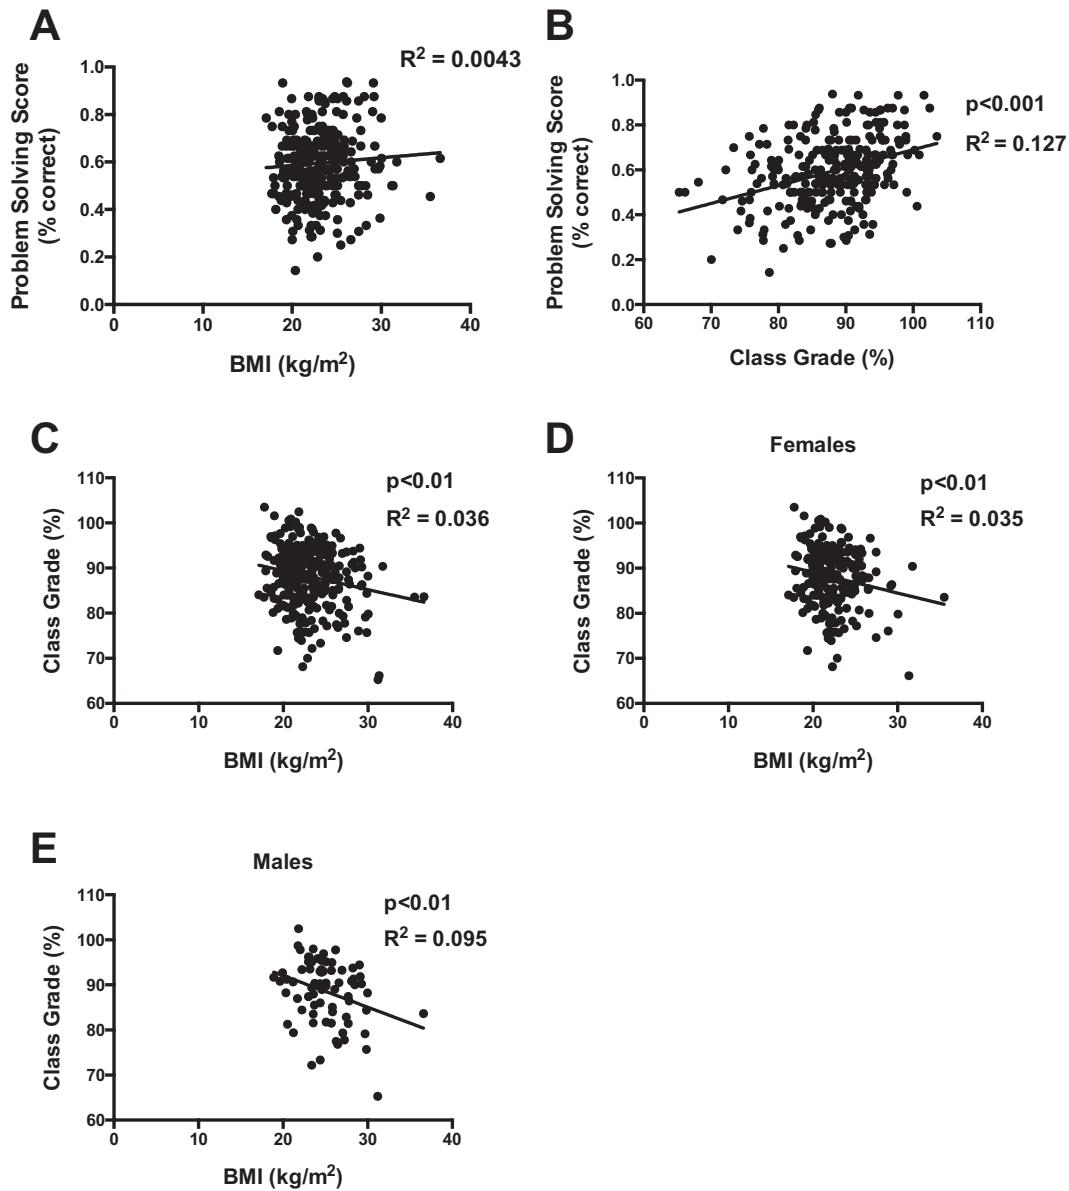 A
R² = 0.0043
Problem Solving Score
(% correct)
1.0
0.8
0.6
0.4
0.2
0.0
0 10 20 30 40
BMI (kg/m²)
B
p<0.001
R² = 0.127
Problem Solving Score
(% correct)
1.0
0.8
0.6
0.4
0.2
0.0
60 70 80 90 100 110
Class Grade (%)
C
p<0.01
R² = 0.036
Class Grade (%)
110
100
90
80
70
60
0 10 20 30 40
BMI (kg/m²)
D
Females
p<0.01
R² = 0.035
Class Grade (%)
110
100
90
80
70
60
0 10 20 30 40
BMI (kg/m²)
E
Males
p<0.01
R² = 0.095
Class Grade (%)
110
100
90
80
70
60
0 10 20 30 40
BMI (kg/m²)